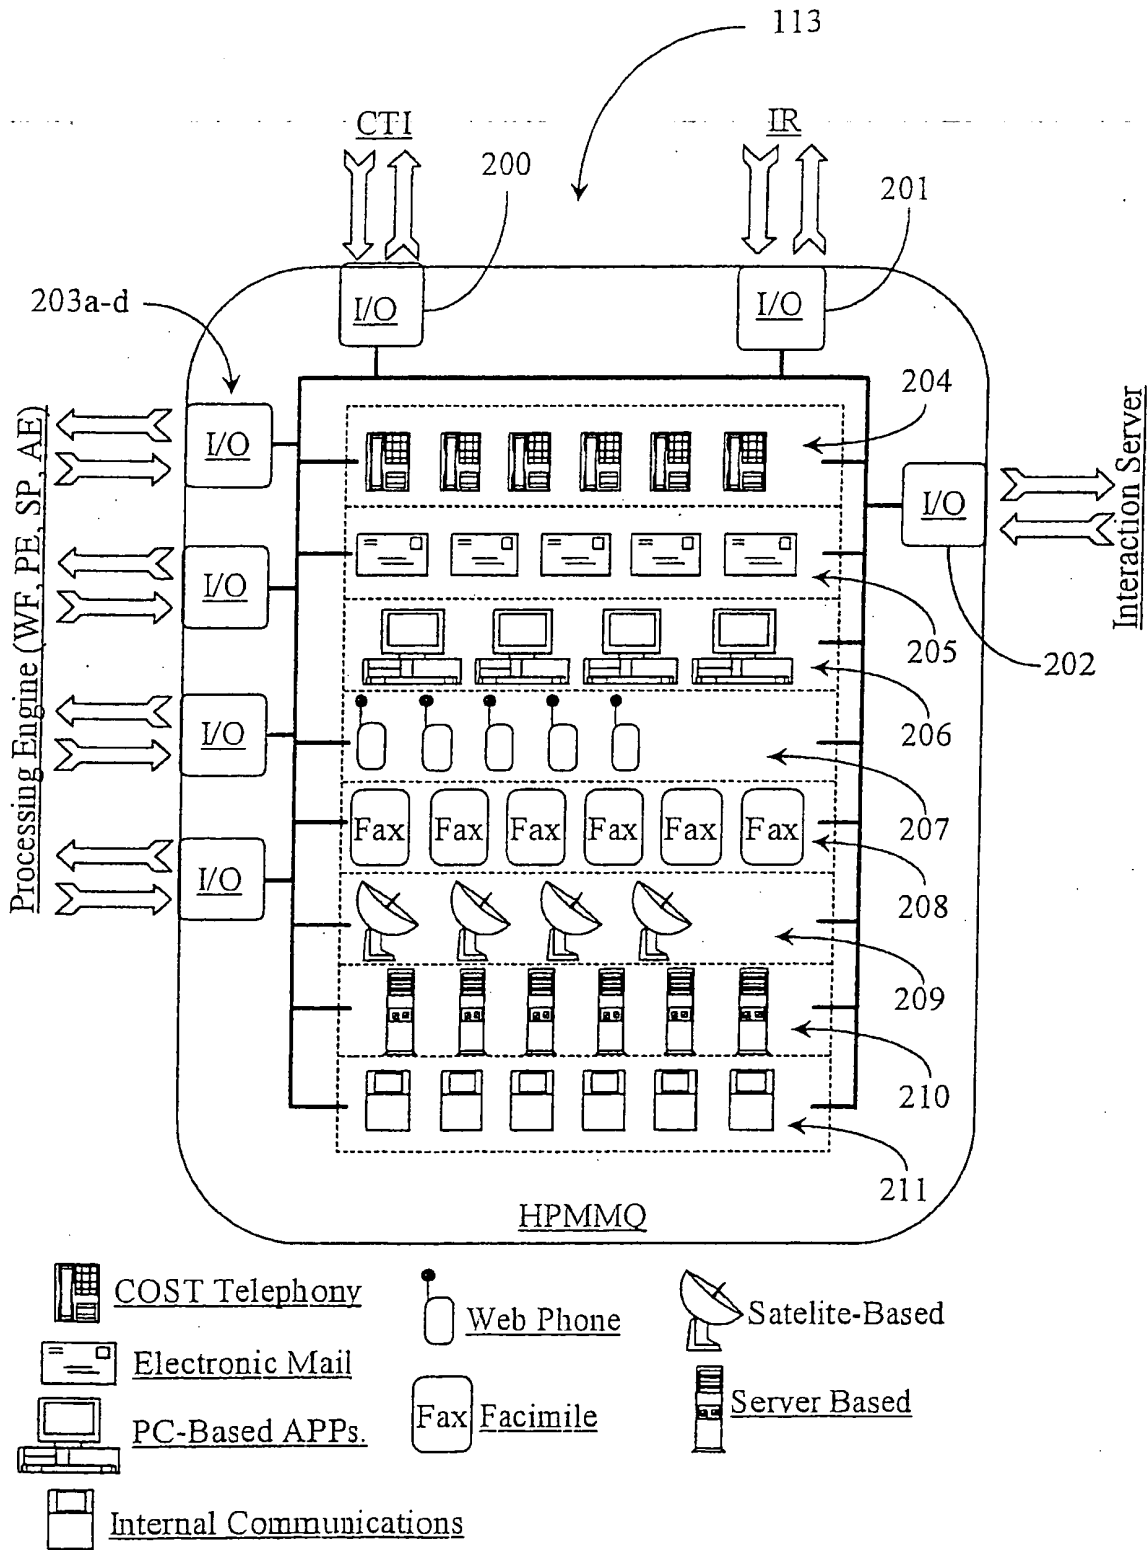 113
CTI
IR
200
201
I/O
I/O
203a-d
204
I/O
I/O
Processing Engine (WF, PE, SP, AE)
Interaction Server
I/O
205
202
206
I/O
207
Fax Fax Fax Fax Fax Fax
I/O
208
209
210
211
HPMMQ
COST Telephony
Web Phone
Satelite-Based
Electronic Mail
Fax Facimile
Server Based
PC-Based APPs.
Internal Communications